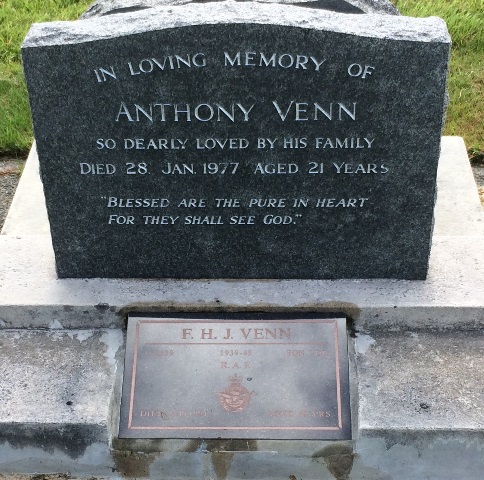 IN LOVING MEMORY OF
ANTHONY VENN
SO DEARLY LOVED BY HIS FAMILY
DIED 28 JAN. 1977 AGED 21 YEARS
"BLESSED ARE THE PURE IN HEART
FOR THEY SHALL SEE GOD."
F. H. J. VENN
1939-45
R. A. F.